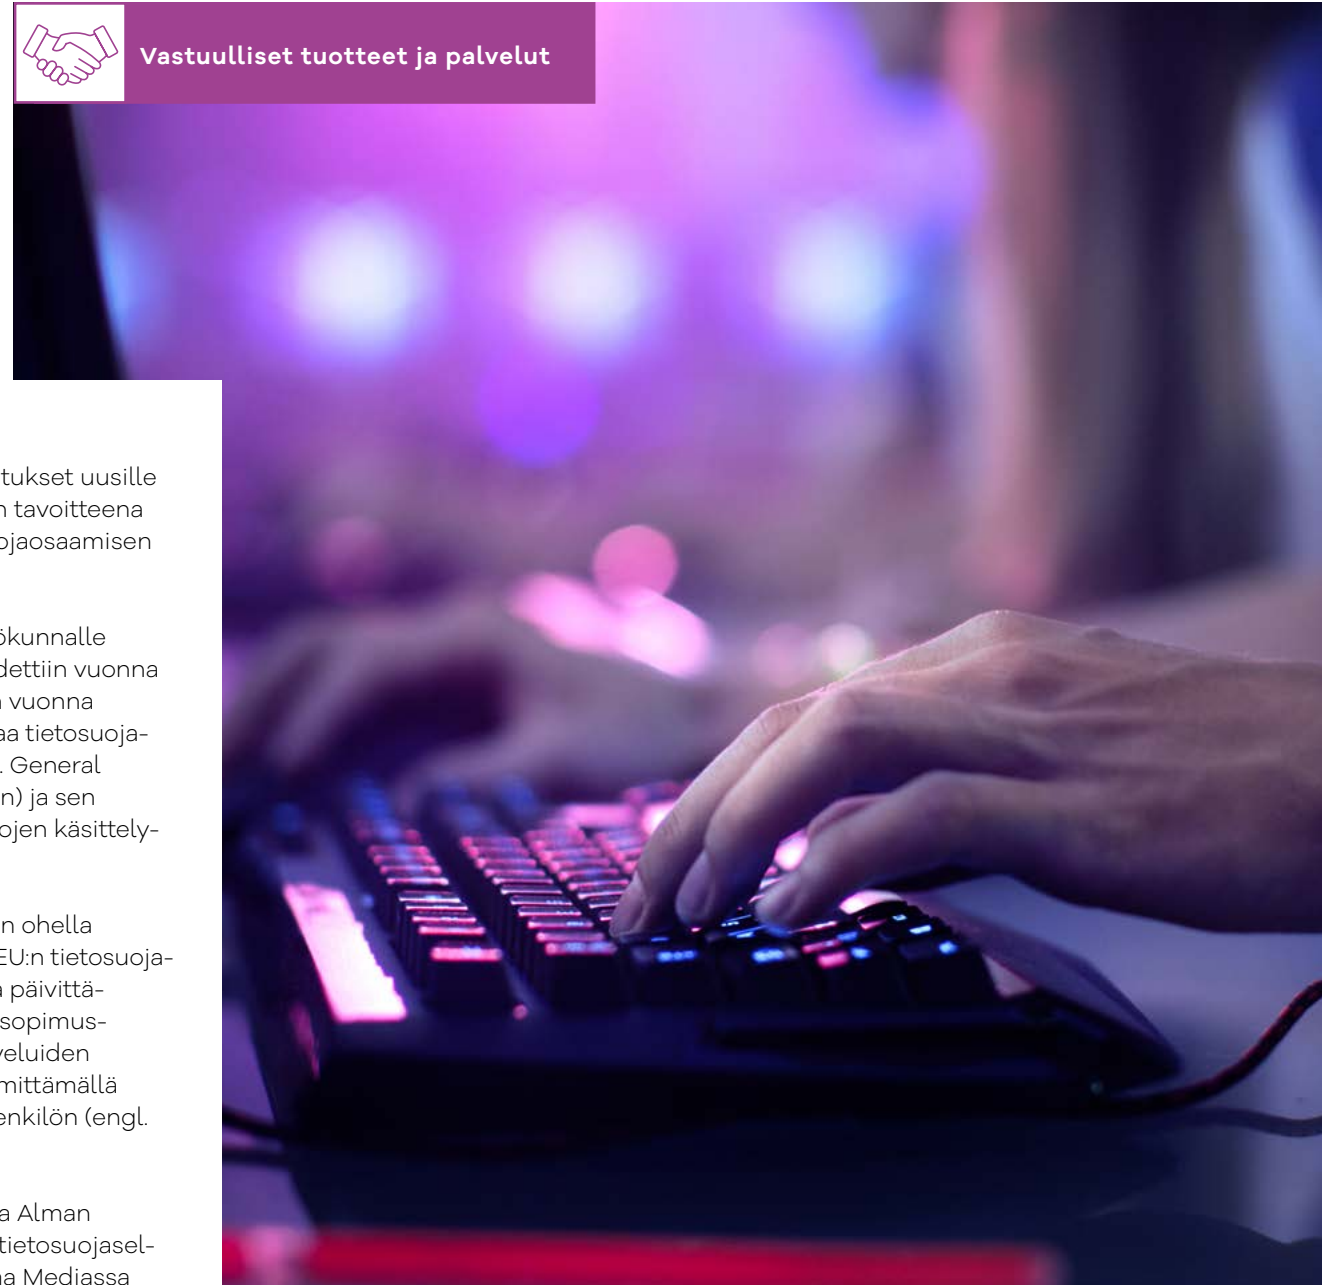 Vastuulliset tuotteet ja palvelut
tukset uusille
n tavoitteena
ojaosaamisen
ökunnalle
dettiin vuonna
vuonna
aa tietosuoja-
. General
n) ja sen
ojen käsittely-
n ohella
EU:n tietosuoja-
päivittä-
sopimus-
veluiden
mittämällä
enkilön (engl.
a Alman
tietosuojasel-
na Mediassa